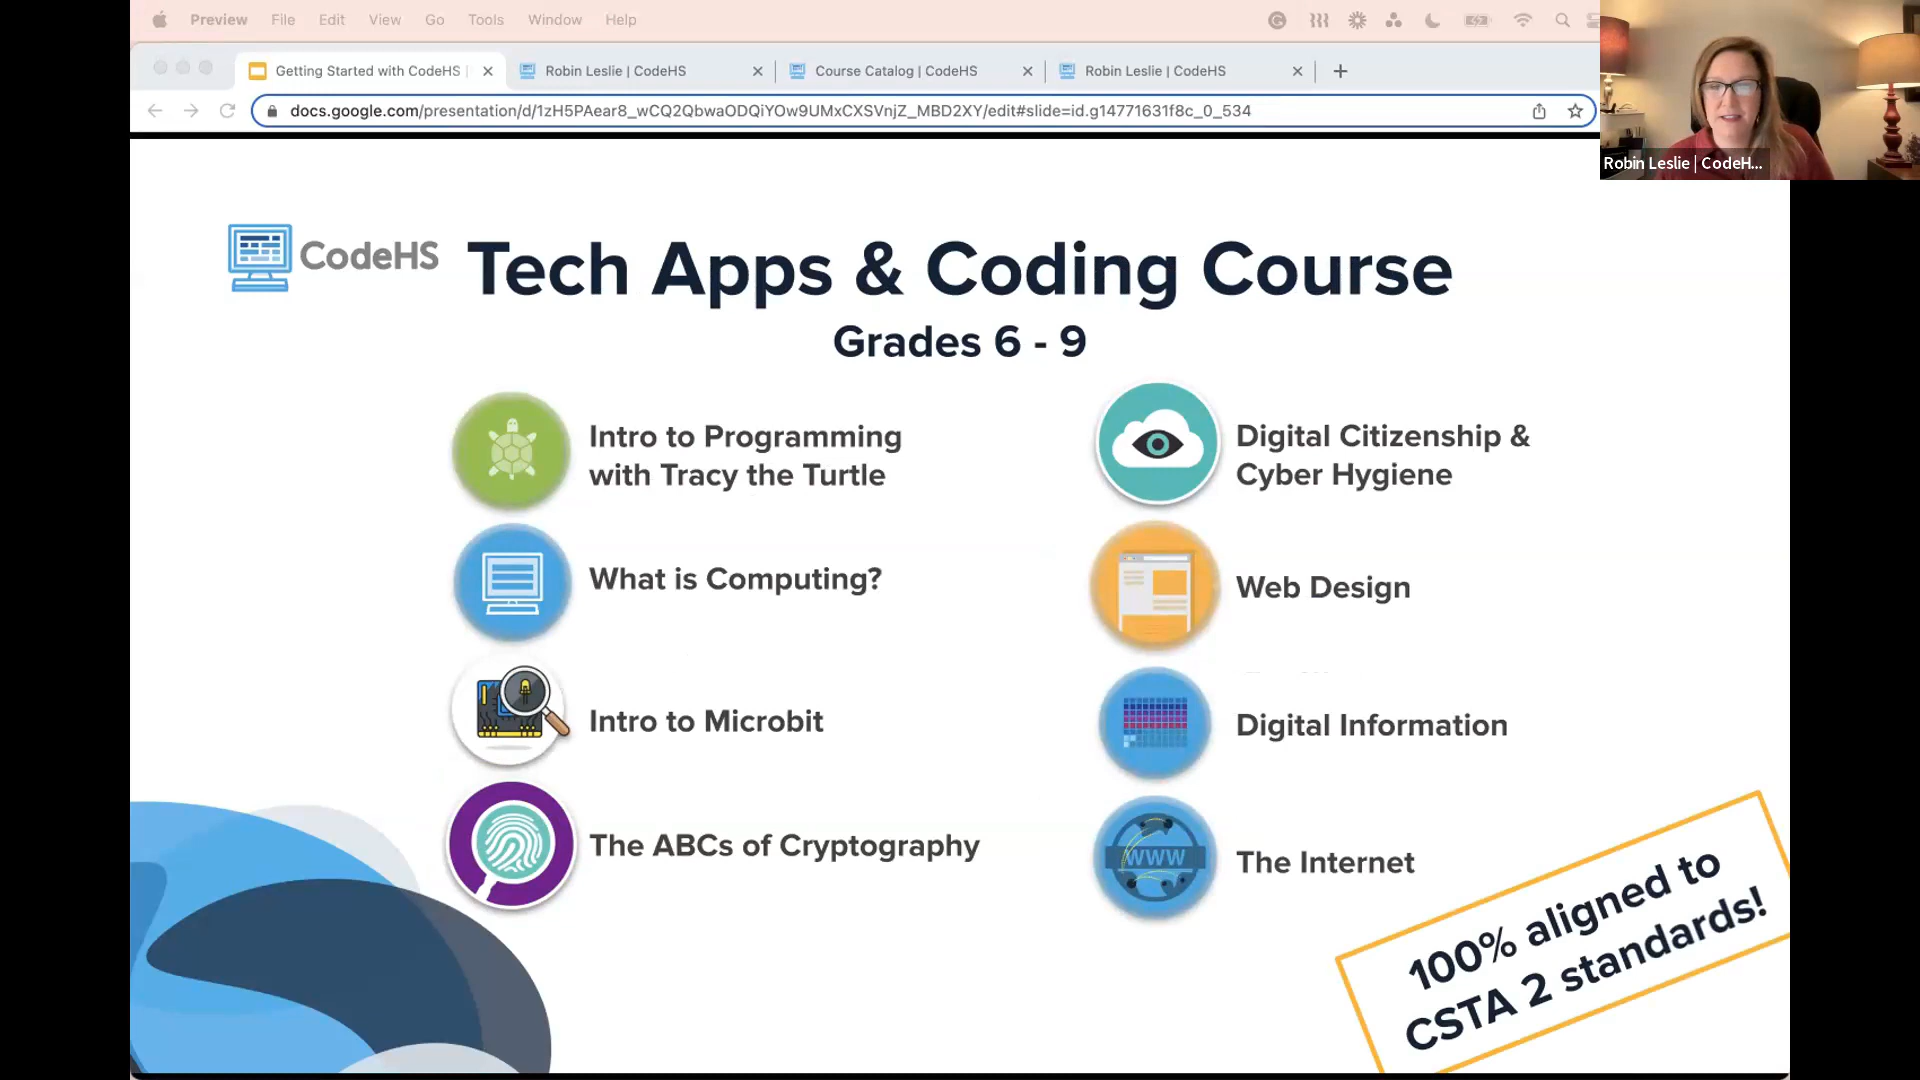 Preview File Edit View Go Tools Window Help
Getting Started with CodeHS
Robin Leslie | CodeHS
Course Catalog | CodeHS
Robin Leslie | CodeHS
docs.google.com/presentation/d/1zH5PAear8_wCQ2QbwaODQiYOw9UMxCXSVnjZ_MBD2XY/edit#slide=id.g14771631f8c_0_534
Robin Leslie | CodeH...
CodeHS
Tech Apps & Coding Course
Grades 6 - 9
Intro to Programming
with Tracy the Turtle
What is Computing?
Intro to Microbit
The ABCs of Cryptography
Digital Citizenship &
Cyber Hygiene
Web Design
Digital Information
WWW
The Internet
100% aligned to
CSTA 2 standards!